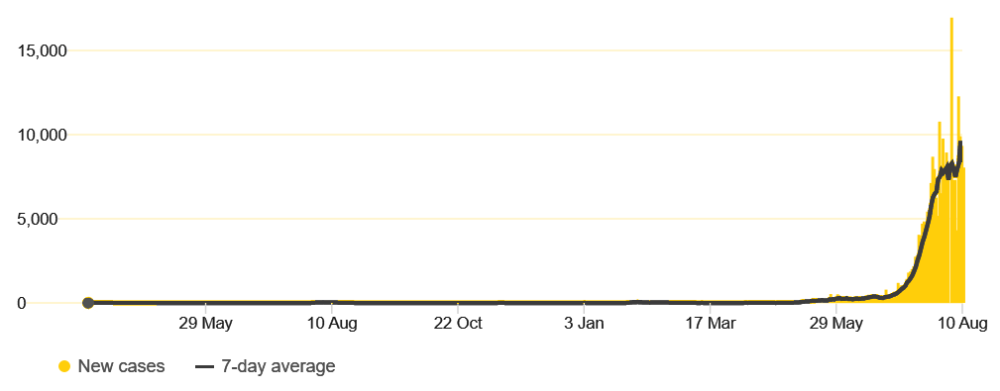 15,000
10,000
5,000
0
29 May 10 Aug 22 Oct 3 Jan 17 Mar 29 May 10 Aug
New cases 7-day average